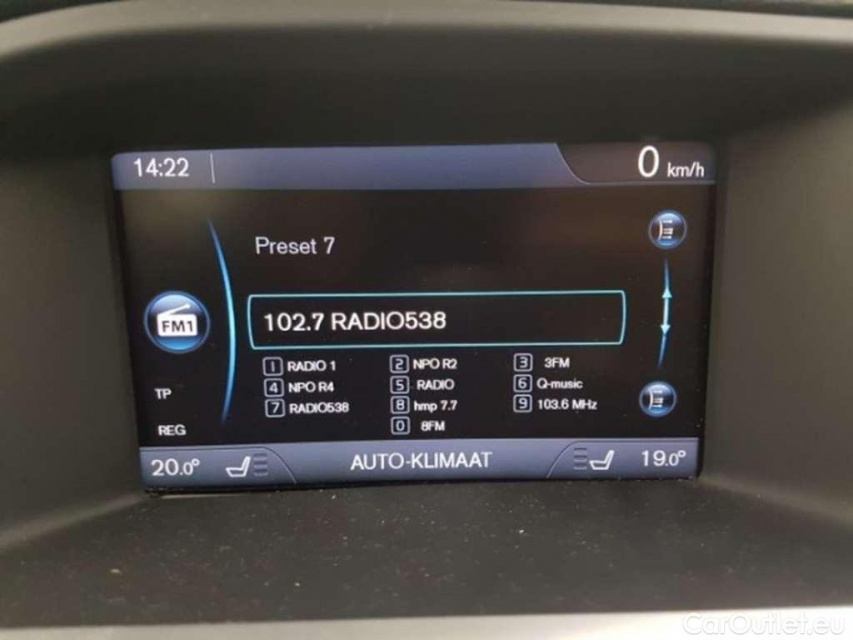 14:22 0 km/h
Preset 7
FM1
102.7 RADIO538
1 RADIO 1 2 NPO R2 3 3FM
4 NPO R4 5 RADIO 6 Q-music
7 RADIO538 8 hmp 7.7 9 103.6 MHz
0 8FM
TP
REG
20.0° AUTO-KLIMAAT 19.0°
CarOutlet.eu